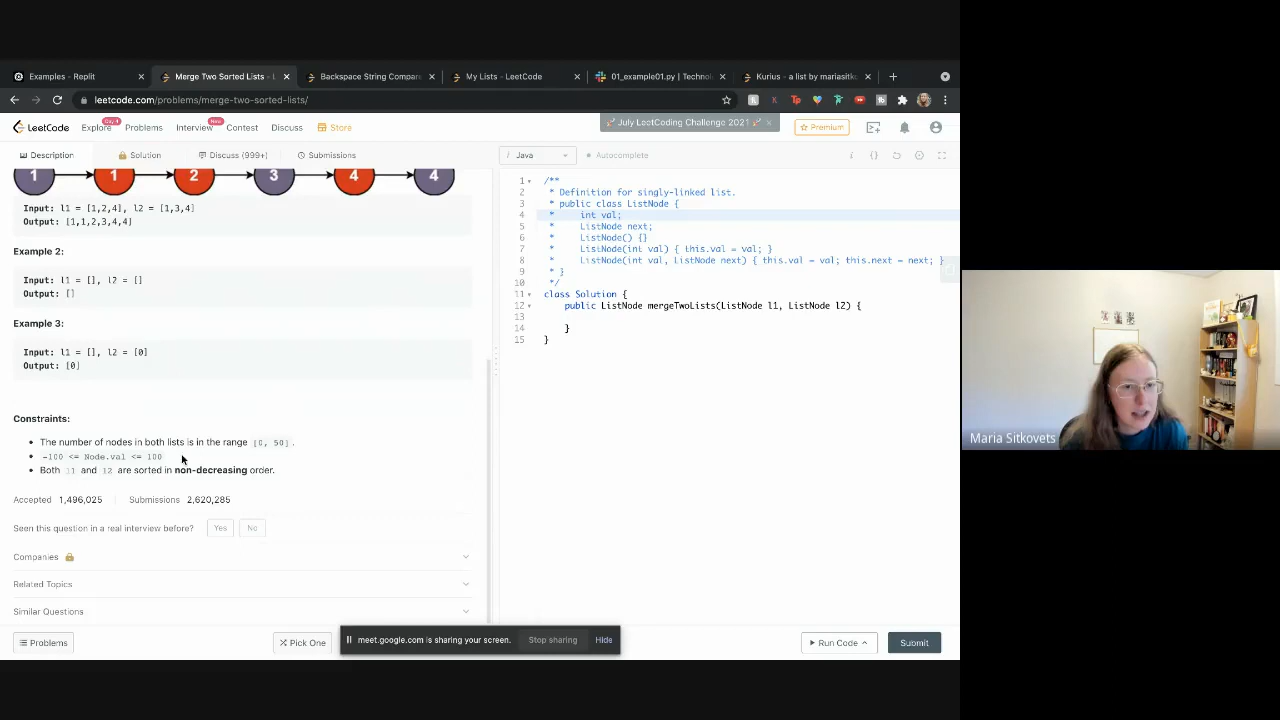 Examples - Replit
Merge Two Sorted Lists - L
Backspace String Compare
My Lists - LeetCode
01_example01.py | Technolo
Kurius - a list by mariasitk
leetcode.com/problems/merge-two-sorted-lists/
LeetCode
Explore
Day 4
Problems
Interview
New
Contest
Discuss
Store
July LeetCoding Challenge 2021
Premium
Description
Solution
Discuss (999+)
Submissions
Java
Autocomplete
1 1 2 3 4 4
Input: l1 = [1,2,4], l2 = [1,3,4]
Output: [1,1,2,3,4,4]
Example 2:
Input: l1 = [], l2 = []
Output: []
Example 3:
Input: l1 = [], l2 = [0]
Output: [0]
Constraints:
The number of nodes in both lists is in the range [0, 50].
-100 <= Node.val <= 100
Both l1 and l2 are sorted in non-decreasing order.
Accepted 1,496,025 Submissions 2,620,285
Seen this question in a real interview before? Yes No
Companies
Related Topics
Similar Questions
1 /**
2 * Definition for singly-linked list.
3 * public class ListNode {
4 * int val;
5 * ListNode next;
6 * ListNode() {}
7 * ListNode(int val) { this.val = val; }
8 * ListNode(int val, ListNode next) { this.val = val; this.next = next; }
9 * }
10 */
11 class Solution {
12 public ListNode mergeTwoLists(ListNode l1, ListNode l2) {
13
14 }
15 }
Problems
Pick One
meet.google.com is sharing your screen.
Stop sharing
Hide
Run Code
Submit
Maria Sitkovets